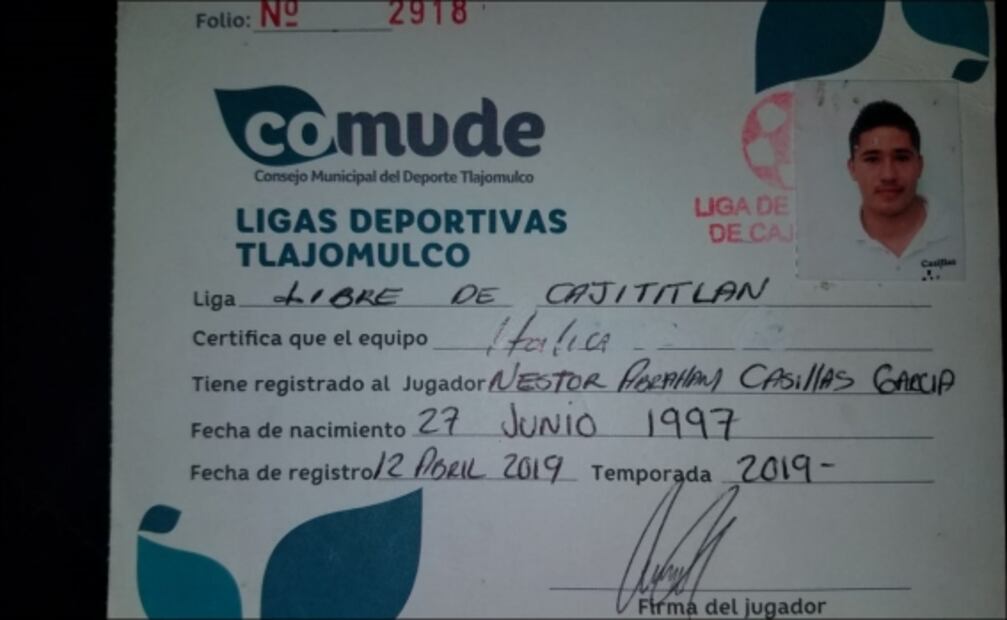 Folio: Nº 2918
comude
Consejo Municipal del Deporte Tlajomulco
LIGAS DEPORTIVAS
TLAJOMULCO
LIGA DE
DE CAJ
Casillas
Liga LIBRE DE CAJITITLAN
Certifica que el equipo Italica
Tiene registrado al Jugador NESTOR ABRAHAM CASillAS GARCIA
Fecha de nacimiento 27 JUNIO 1997
Fecha de registro 12 ABRIL 2019 Temporada 2019-
Firma del jugador